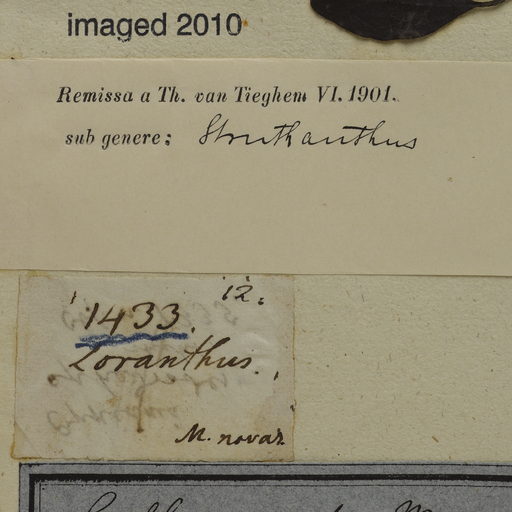 imaged 2010
Remissa a Th. van Tieghem VI. 1901.
sub genere; Struthanthus
12.
1433.
Loranthus.
M. novar.